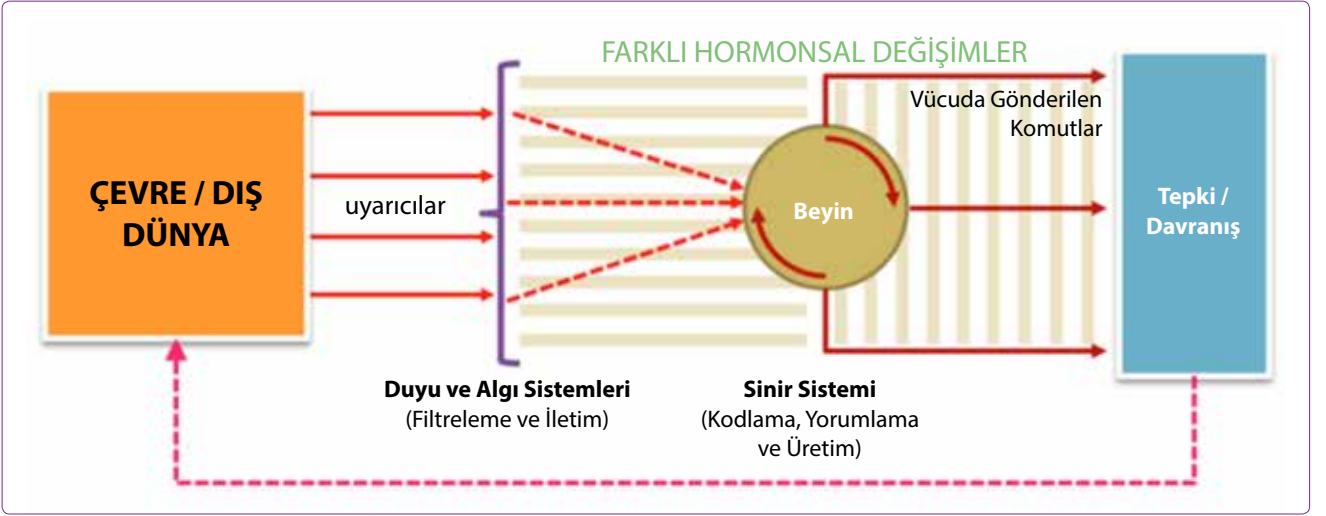 FARKLI HORMONSAL DEĞİŞİMLER
ÇEVRE / DIŞ
DÜNYA
uyarıcılar
Beyin
Vücuda Gönderilen
Komutlar
Tepki /
Davranış
Duyu ve Algı Sistemleri
(Filtreleme ve İletim)
Sinir Sistemi
(Kodlama, Yorumlama
ve Üretim)